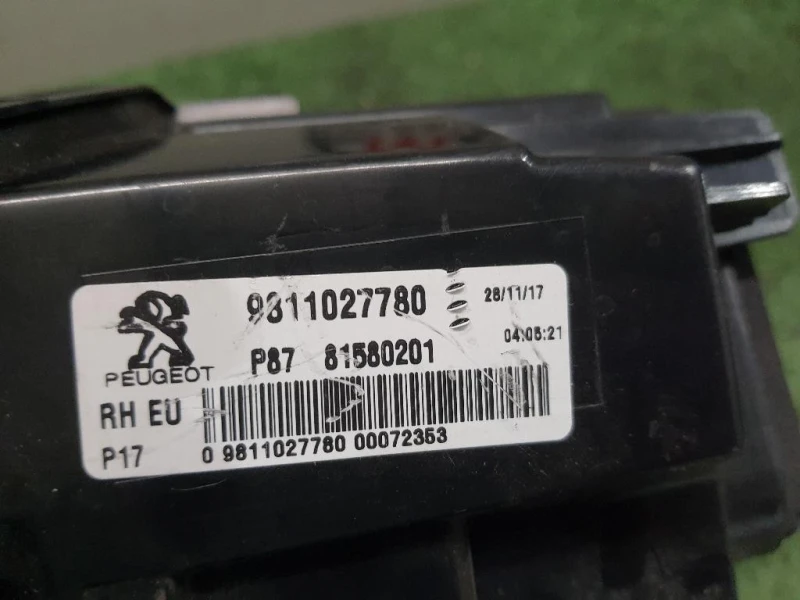 9811027780 28/11/17
P87 81580201 04:05:21
PEUGEOT
RH EU
P17 0 9811027780 00072353